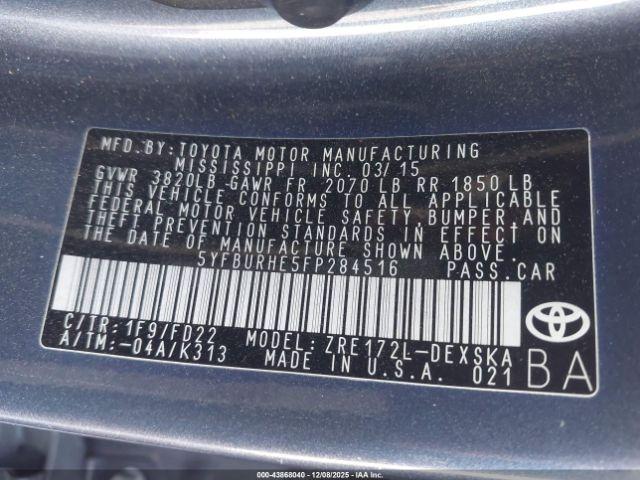 MFD. BY: TOYOTA MOTOR MANUFACTURING
MISSISSIPPI INC. 03/15
GVWR 3820LB GAWR FR 2070 LB RR 1850 LB
THIS VEHICLE CONFORMS TO ALL APPLICABLE
FEDERAL MOTOR VEHICLE SAFETY, BUMPER, AND
THEFT PREVENTION STANDARDS IN EFFECT ON
THE DATE OF MANUFACTURE SHOWN ABOVE.
5YFBURHE5FP284516 PASS.CAR
C/TR: 1F9/FD22 MODEL: ZRE172L-DEXSKA
A/TM: -04A/K313 MADE IN U.S.A. 021
BA
000-43868040 - 12/08/2025 - IAAI.COM